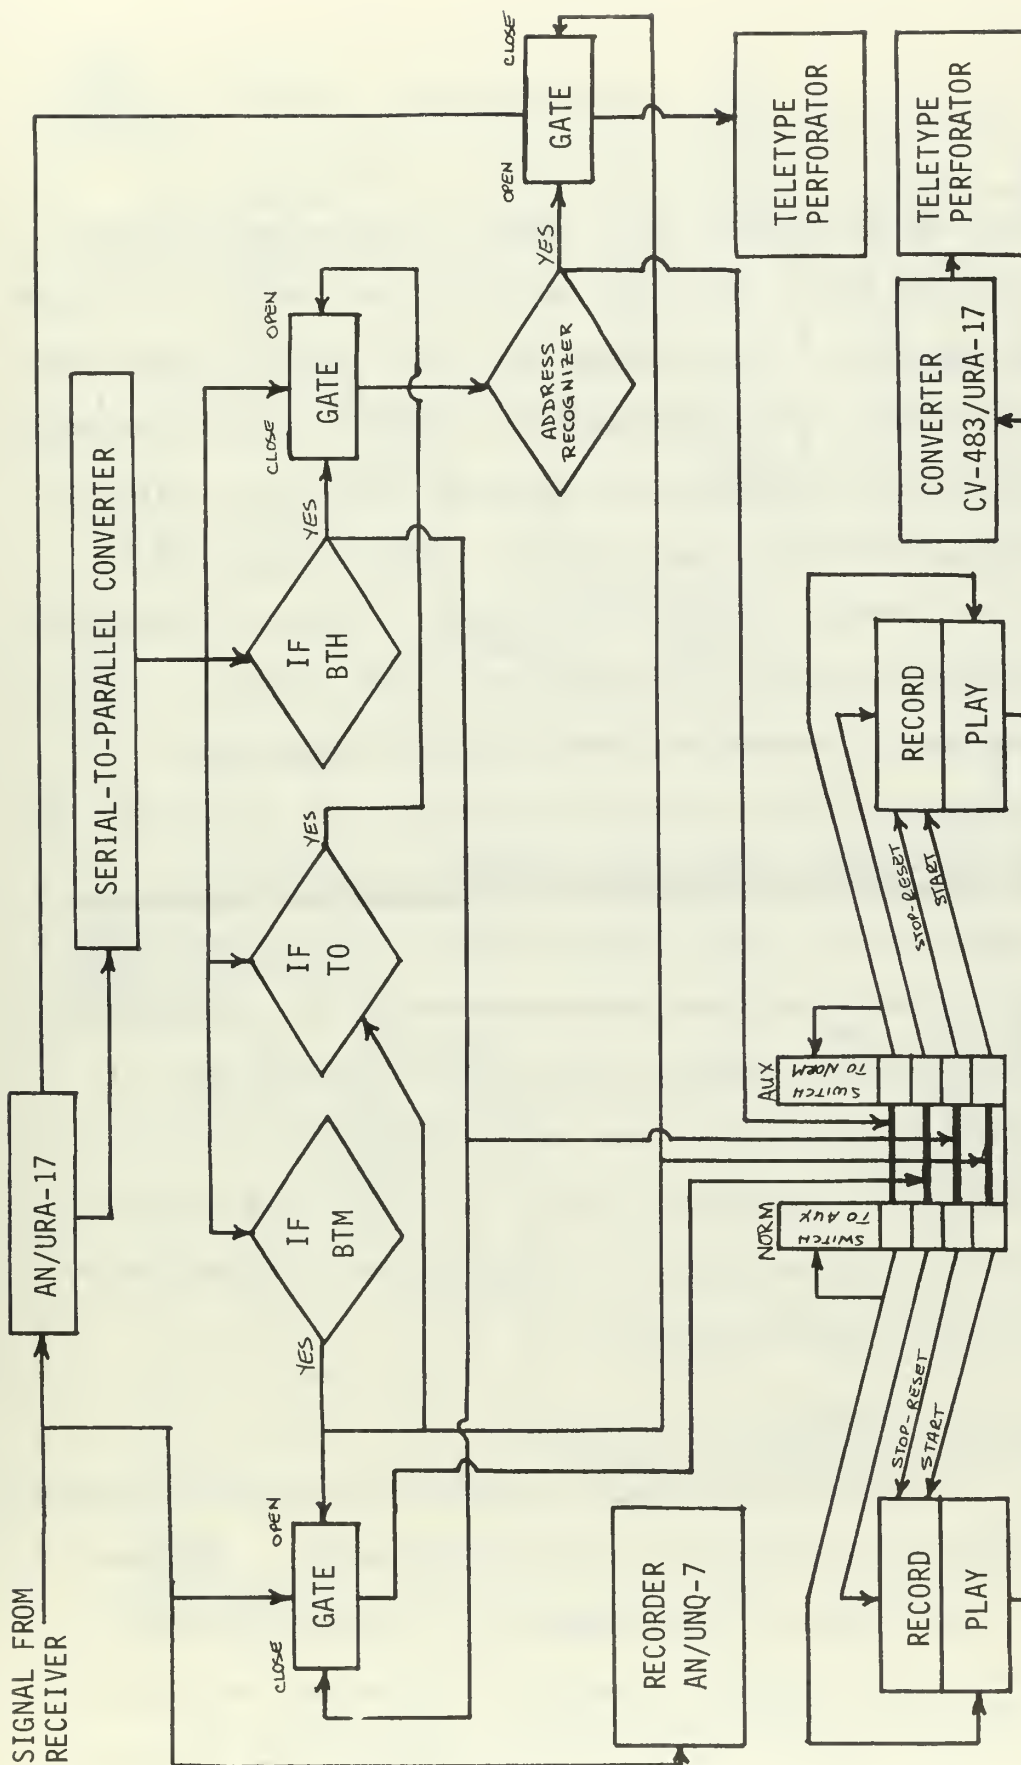 SIGNAL FROM
RECEIVER
AN/URA-17
SERIAL-TO-PARALLEL CONVERTER
CLOSE
GATE
OPEN
YES
IF
BTM
IF
TO
YES
IF
BTH
YES
CLOSE
GATE
OPEN
ADDRESS
RECOGNIZER
YES
OPEN
GATE
CLOSE
RECORDER
AN/UNQ-7
TELETYPE
PERFORATOR
NORM
SWITCH
TO AUX
AUX
SWITCH
TO NORM
STOP-RESET
START
RECORD
PLAY
STOP-RESET
START
RECORD
PLAY
CONVERTER
CV-483/URA-17
TELETYPE
PERFORATOR